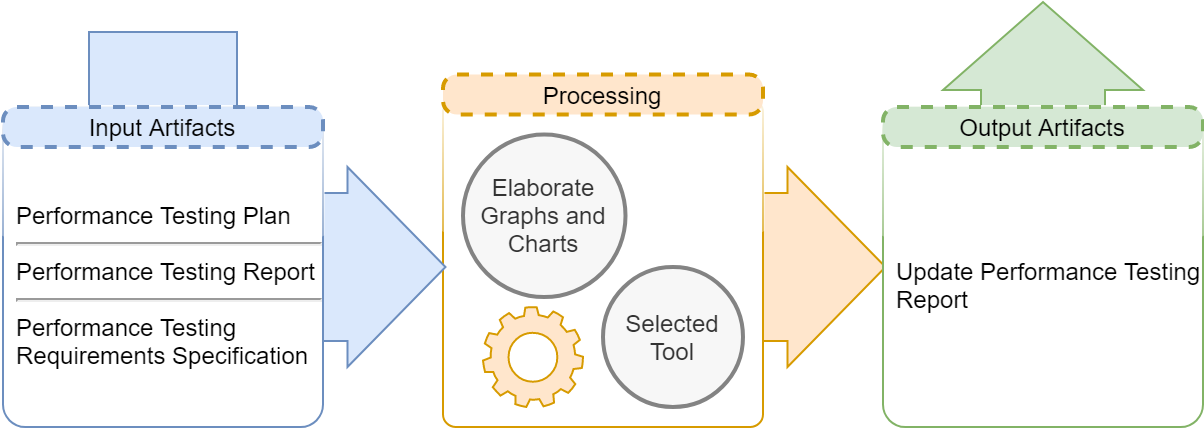 Input Artifacts
Performance Testing Plan
Performance Testing Report
Performance Testing
Requirements Specification
Processing
Elaborate
Graphs and
Charts
Selected
Tool
Output Artifacts
Update Performance Testing
Report